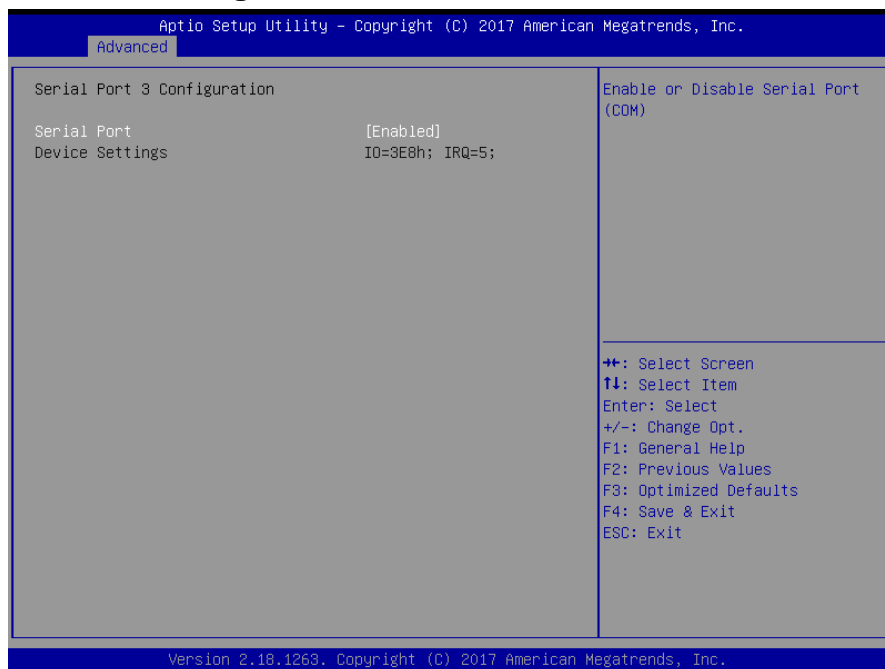 Aptio Setup Utility – Copyright (C) 2017 American Megatrends, Inc.
Advanced
Serial Port 3 Configuration
Serial Port [Enabled]
Device Settings IO=3E8h; IRQ=5;
Enable or Disable Serial Port
(COM)
→←: Select Screen
↑↓: Select Item
Enter: Select
+/-: Change Opt.
F1: General Help
F2: Previous Values
F3: Optimized Defaults
F4: Save & Exit
ESC: Exit
Version 2.18.1263. Copyright (C) 2017 American Megatrends, Inc.